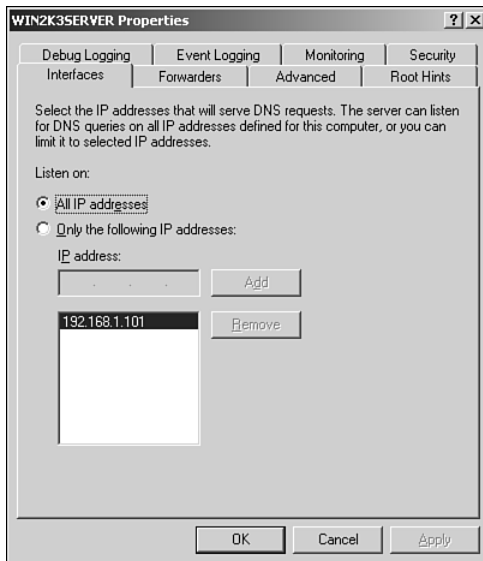 WIN2K3SERVER Properties
Debug Logging Event Logging Monitoring Security
Interfaces Forwarders Advanced Root Hints
Select the IP addresses that will serve DNS requests. The server can listen
for DNS queries on all IP addresses defined for this computer, or you can
limit it to selected IP addresses.
Listen on:
All IP addresses
Only the following IP addresses:
IP address:
. . . Add
192.168.1.101 Remove
OK Cancel Apply